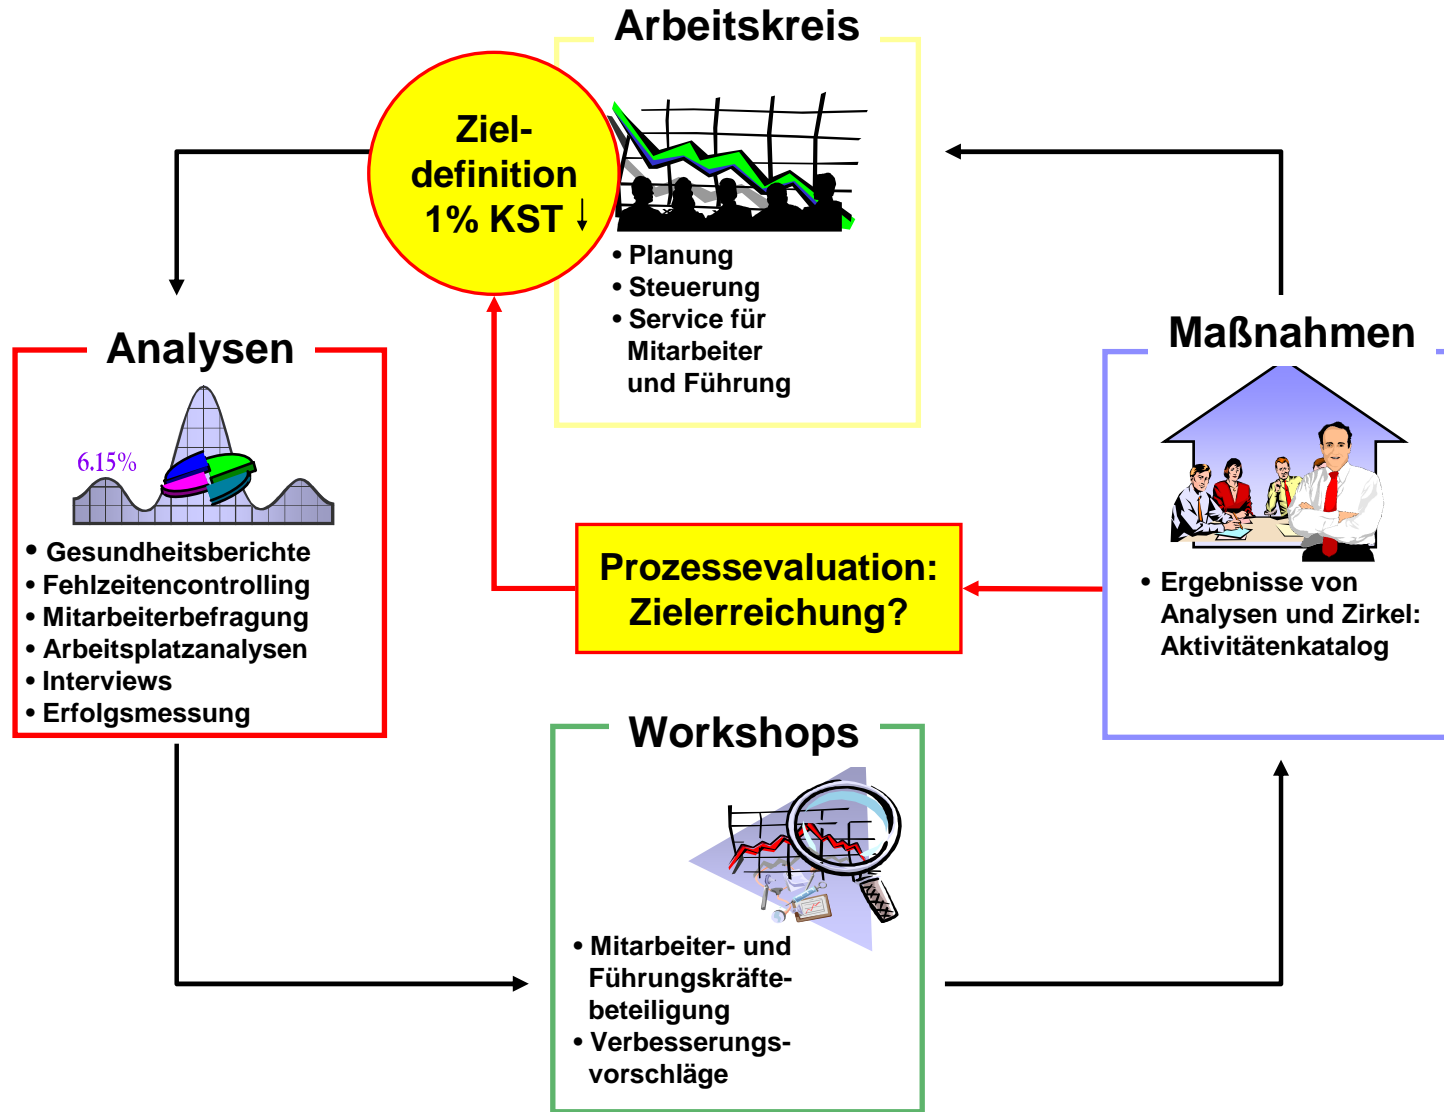 Arbeitskreis
Ziel-
definition
1% KST ↓
• Planung
• Steuerung
• Service für
Mitarbeiter
und Führung
Analysen
6.15%
• Gesundheitsberichte
• Fehlzeitencontrolling
• Mitarbeiterbefragung
• Arbeitsplatzanalysen
• Interviews
• Erfolgsmessung
Maßnahmen
• Ergebnisse von
Analysen und Zirkel:
Aktivitätenkatalog
Prozessevaluation:
Zielerreichung?
Workshops
• Mitarbeiter- und
Führungskräfte-
beteiligung
• Verbesserungs-
vorschläge